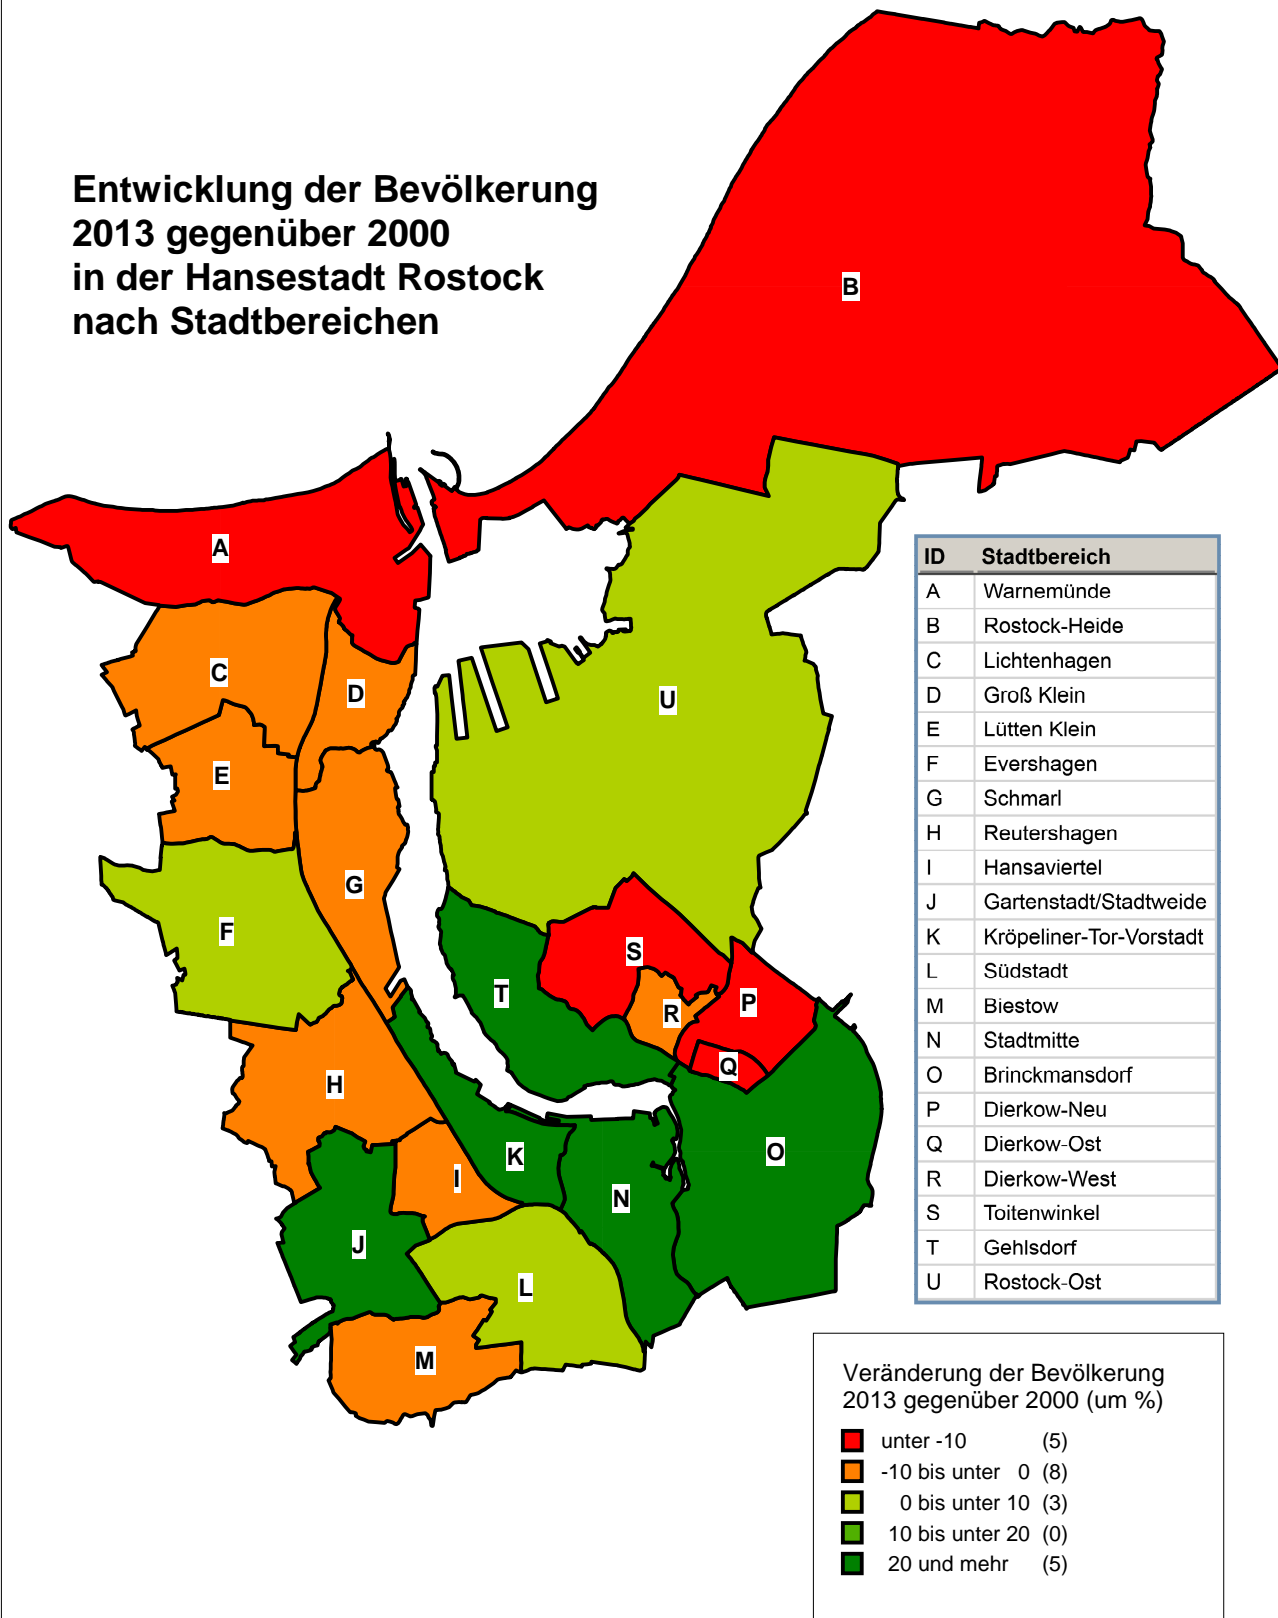 Entwicklung der Bevölkerung
2013 gegenüber 2000
in der Hansestadt Rostock
nach Stadtbereichen
B
A
C
D
U
E
G
F
S
T
R
P
Q
H
K
O
I
N
J
L
M
ID Stadtbereich
A Warnemünde
B Rostock-Heide
C Lichtenhagen
D Groß Klein
E Lütten Klein
F Evershagen
G Schmarl
H Reutershagen
I Hansaviertel
J Gartenstadt/Stadtweide
K Kröpeliner-Tor-Vorstadt
L Südstadt
M Biestow
N Stadtmitte
O Brinckmansdorf
P Dierkow-Neu
Q Dierkow-Ost
R Dierkow-West
S Toitenwinkel
T Gehlsdorf
U Rostock-Ost
Veränderung der Bevölkerung
2013 gegenüber 2000 (um %)
unter -10 (5)
-10 bis unter 0 (8)
0 bis unter 10 (3)
10 bis unter 20 (0)
20 und mehr (5)